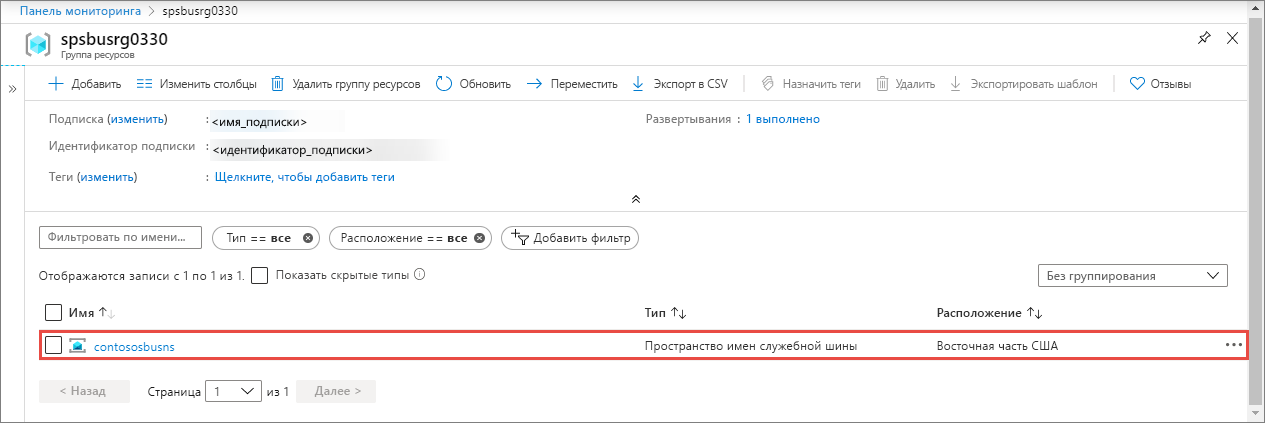 Панель мониторинга > spsbusrg0330
spsbusrg0330
Группа ресурсов
Добавить Изменить столбцы Удалить группу ресурсов Обновить Переместить Экспорт в CSV Назначить теги Удалить Экспортировать шаблон Отзывы
Подписка (изменить) : <имя_подписки> Развертывания : 1 выполнено
Идентификатор подписки : <идентификатор_подписки>
Теги (изменить) : Щелкните, чтобы добавить теги
Фильтровать по имени... Тип == все Расположение == все Добавить фильтр
Отображаются записи с 1 по 1 из 1. Показать скрытые типы Без группирования
Имя Тип Расположение
contososbusns Пространство имен служебной шины Восточная часть США
< Назад Страница 1 из 1 Далее >